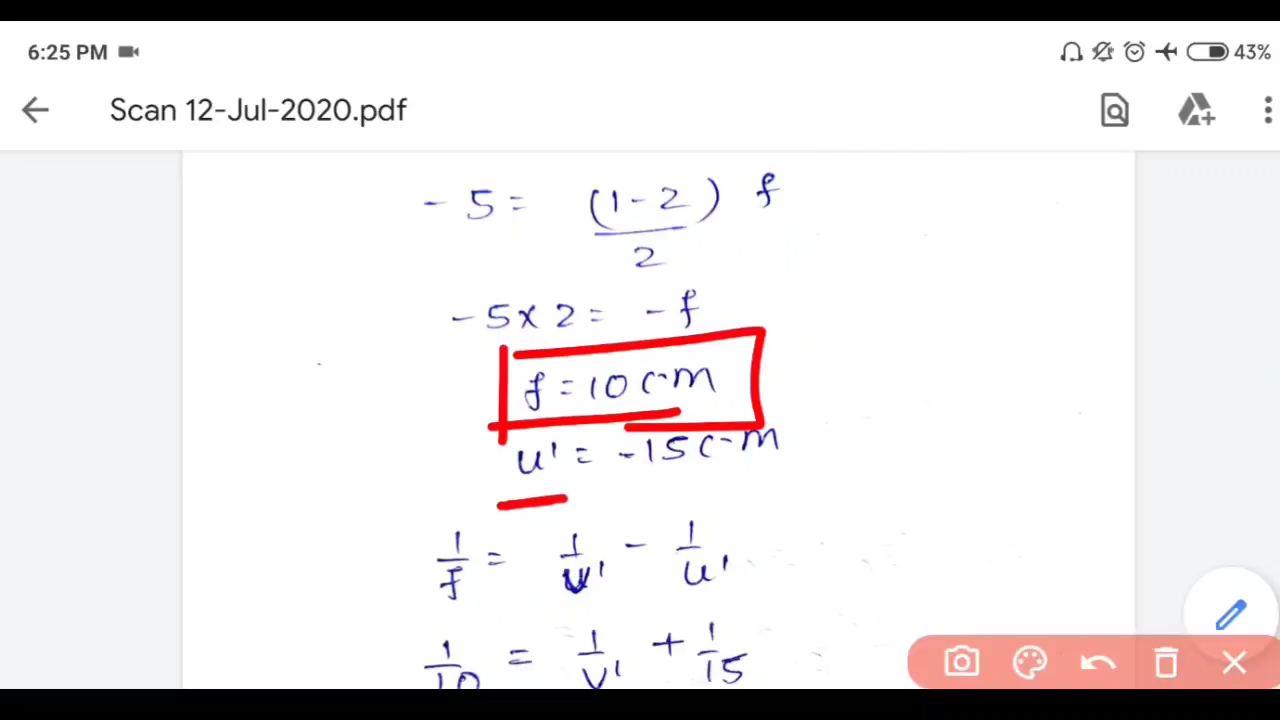 6:25 PM 43%
Scan 12-Jul-2020.pdf
- 5 = (1-2)/2 f
- 5 x 2 = - f
f = 10 cm
u' = -15 cm
1/f = 1/v' - 1/u'
1/10 = 1/v' + 1/15